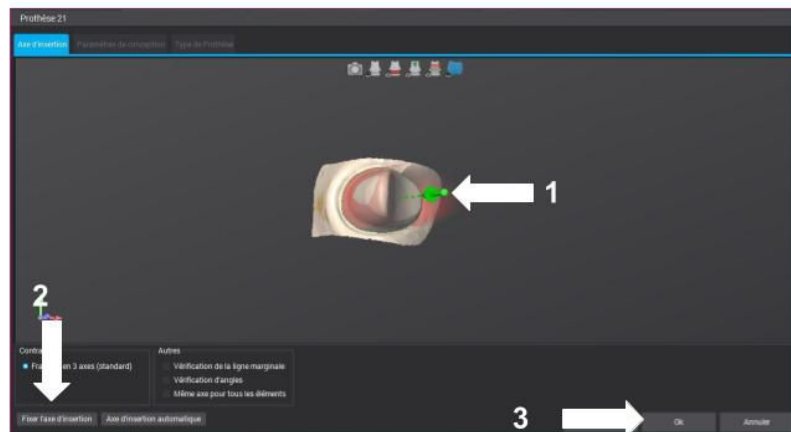 Prothèse 21
Axe d'insertion Paramètres de conception Type de Prothèse
1
2
Autres
en 3 axes (standard)
Vérification de la ligne marginale
Vérification d'angles
Même axe pour tous les éléments
Fixer l'axe d'insertion Axe d'insertion automatique
3
Ok Annuler